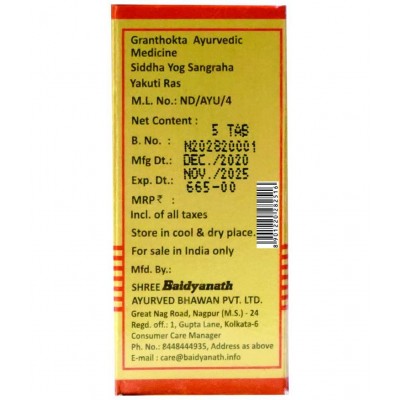 Granthokta Ayurvedic
Medicine
Siddha Yog Sangraha
Yakuti Ras
M.L. No.: ND/AYU/4
Net Content : 5 TAB
B. No. : N202820001
Mfg Dt.: DEC./2020
Exp. Dt.: NOV./2025
MRP₹ : 665-00
Incl. of all taxes
Store in cool & dry place.
For sale in India only
Mfd. By.:
SHREE Baidyanath
AYURVED BHAWAN PVT. LTD.
Great Nag Road, Nagpur (M.S.) - 24
Regd. off. : 1, Gupta Lane, Kolkata-6
Consumer Care Manager
Ph. No.: 8448444935, Address as above
E-mail : care@baidyanath.info
8901220282516